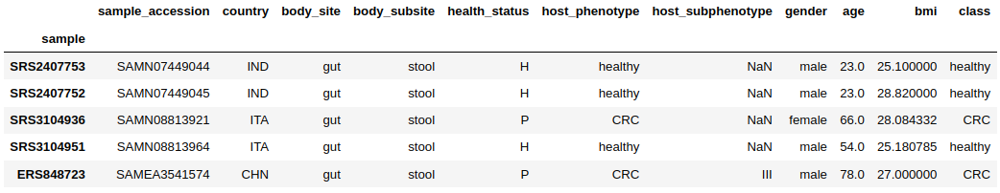 sample_accession country body_site body_subsite health_status host_phenotype host_subphenotype gender age bmi class
sample
SRS2407753 SAMN07449044 IND gut stool H healthy NaN male 23.0 25.100000 healthy
SRS2407752 SAMN07449045 IND gut stool H healthy NaN male 23.0 28.820000 healthy
SRS3104936 SAMN08813921 ITA gut stool P CRC NaN female 66.0 28.084332 CRC
SRS3104951 SAMN08813964 ITA gut stool H healthy NaN male 54.0 25.180785 healthy
ERS848723 SAMEA3541574 CHN gut stool P CRC III male 78.0 27.000000 CRC